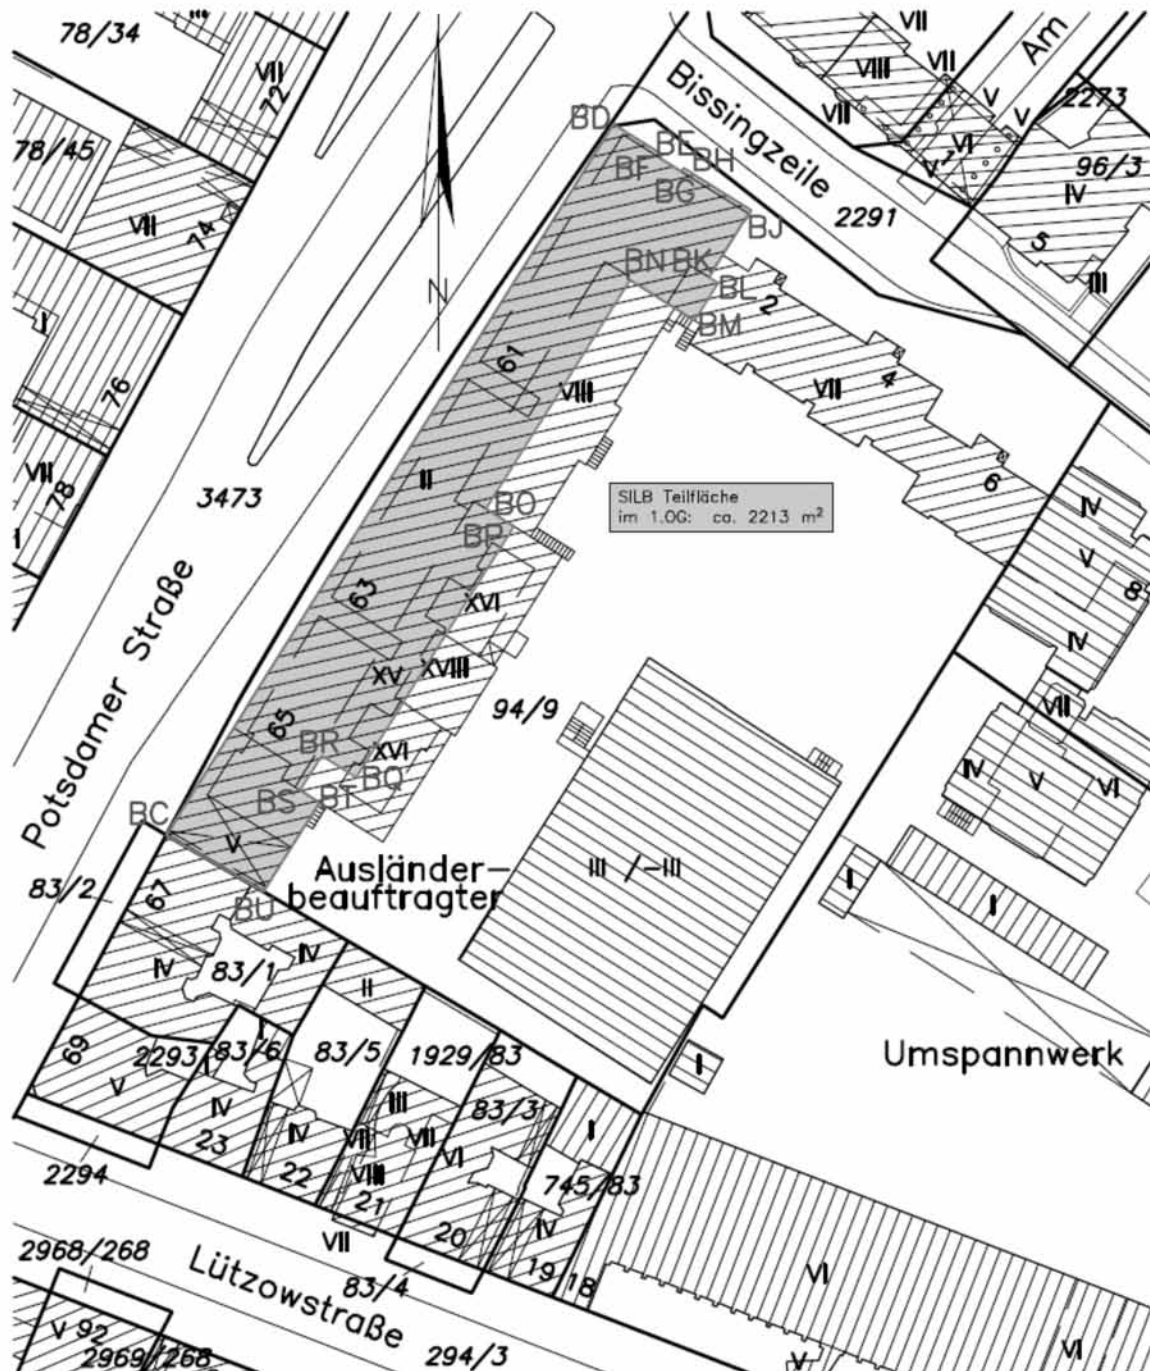 78/34
VII
72
VII
VIII
VII
VII
Am
V
V
2273
78/45
VII
74
BD
BE
BH
BF
BG
Bissingzeile
2291
VI
V
7
96/3
IV
5
III
BJ
BN
BK
BL
BM
2
N
I
76
61
VIII
VII
4
6
VII
78
I
3473
II
SILB Teilfläche
im 1.OG: ca. 2213 m²
BO
BP
IV
V
8
IV
63
XVI
XV
XVIII
94/9
65
BR
XVI
BQ
BS
BT
VII
IV
V
VI
Potsdamer Straße
BC
V
Ausländer-
beauftragter
III /-III
I
I
83/2
67
BU
IV
83/1
IV
II
69
2293
I
83/6
83/5
1929/83
I
Umspannwerk
V
IV
III
83/3
I
23
IV
22
VII
VII
VIII
21
VI
745/83
2294
VII
20
IV
19
18
VI
2968/268
Lützowstraße
83/4
V
92
2969/268
294/3
V
VI